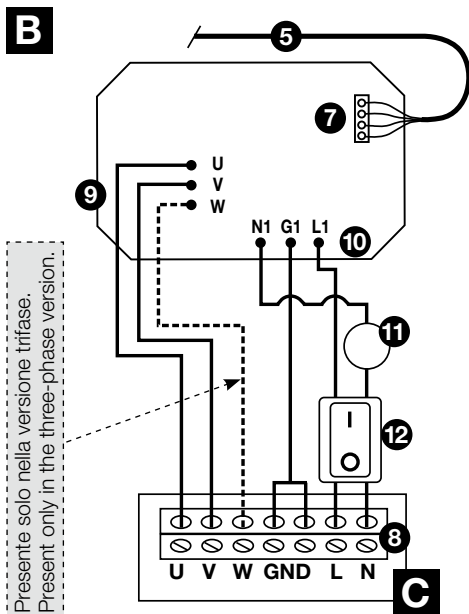 B
5
7
U
V
W
9
N1 G1 L1
10
11
I
12
Presente solo nella versione trifase.
Present only in the three-phase version.
8
U V W GND L N
C